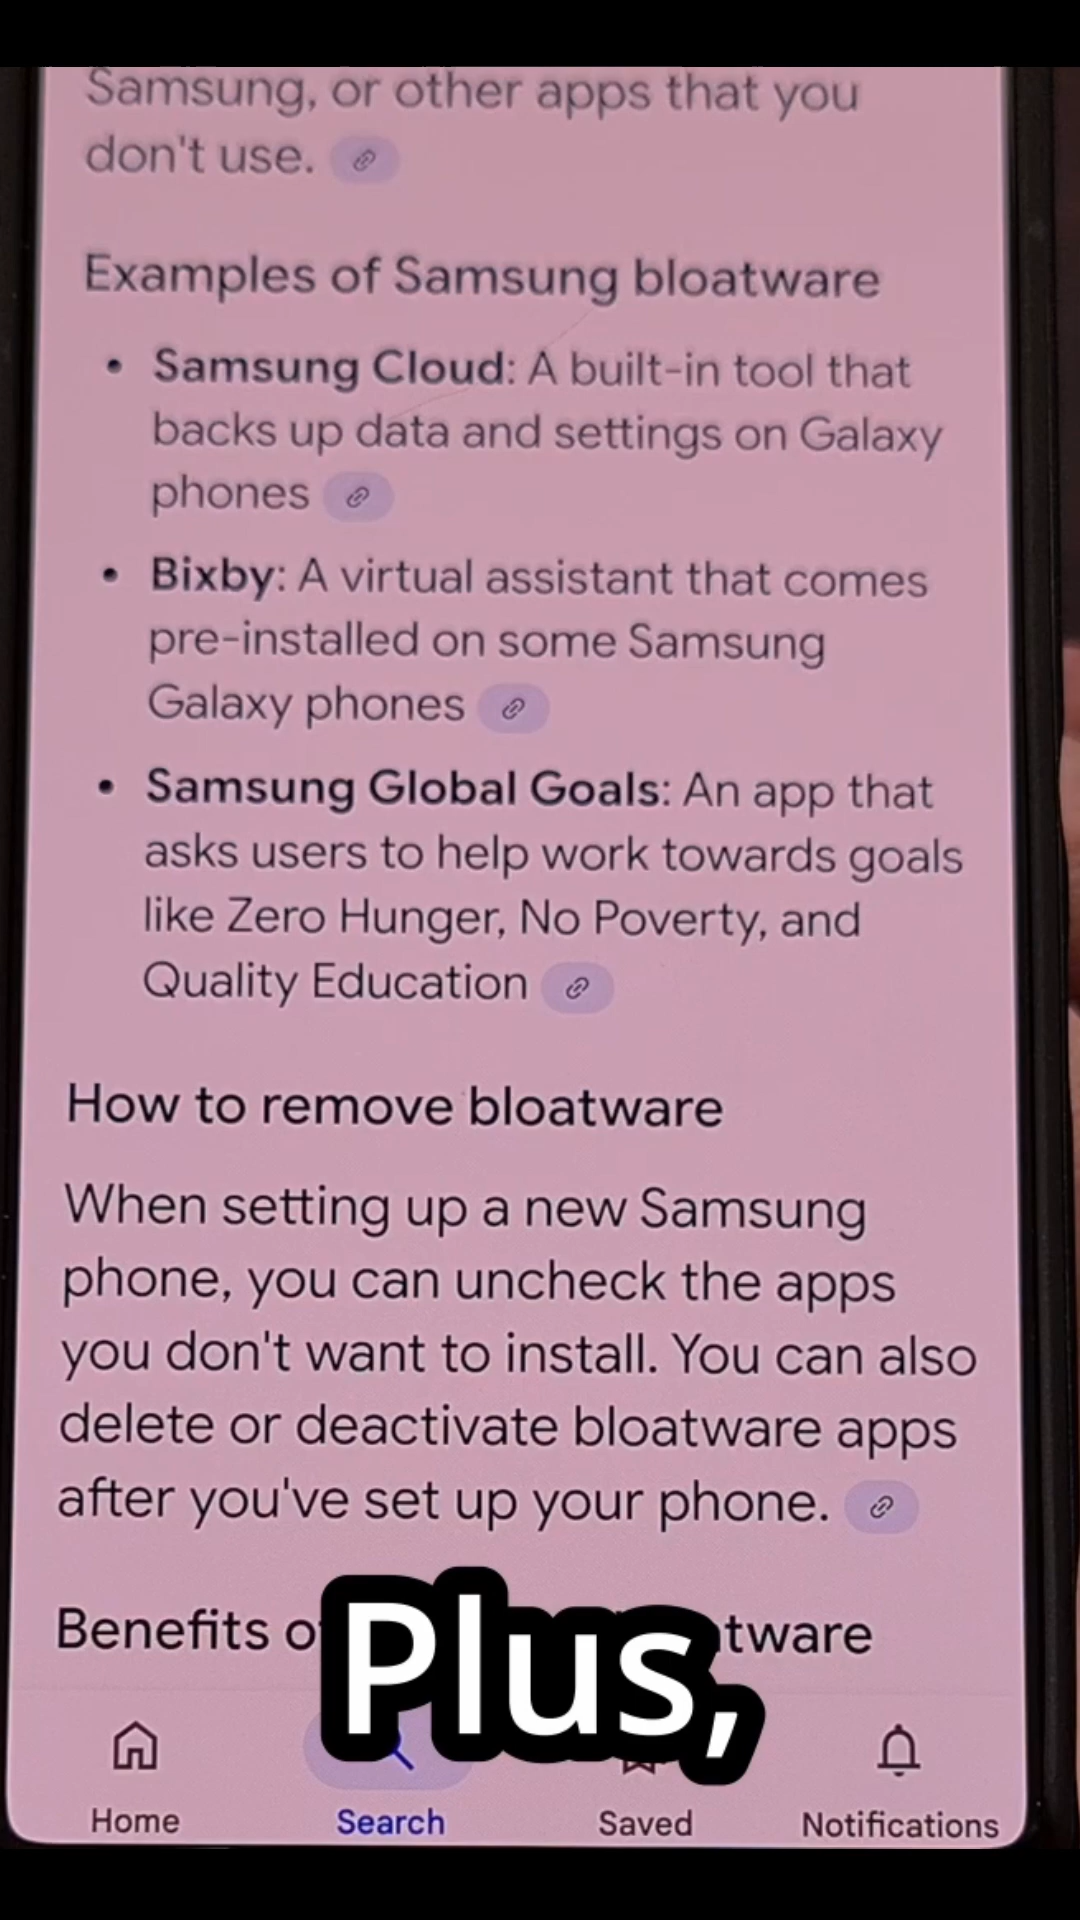 Samsung, or other apps that you
don't use.
Examples of Samsung bloatware
• Samsung Cloud: A built-in tool that
backs up data and settings on Galaxy
phones
• Bixby: A virtual assistant that comes
pre-installed on some Samsung
Galaxy phones
• Samsung Global Goals: An app that
asks users to help work towards goals
like Zero Hunger, No Poverty, and
Quality Education
How to remove bloatware
When setting up a new Samsung
phone, you can uncheck the apps
you don't want to install. You can also
delete or deactivate bloatware apps
after you've set up your phone.
Benefits
Plus,
Home
Search
Saved
Notifications